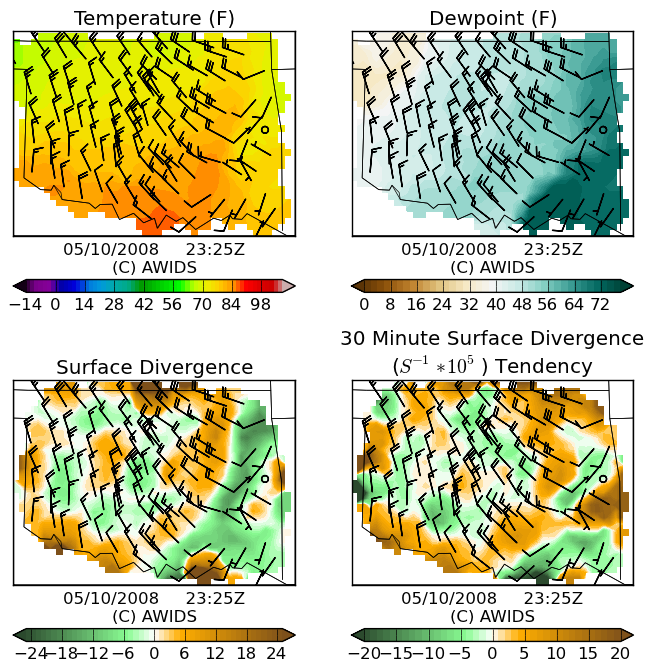 Temperature (F)
Dewpoint (F)
05/10/2008 23:25Z
(C) AWIDS
05/10/2008 23:25Z
(C) AWIDS
−14 0 14 28 42 56 70 84 98
0 8 16 24 32 40 48 56 64 72
Surface Divergence
30 Minute Surface Divergence
(S^−1 *10^5 ) Tendency
05/10/2008 23:25Z
(C) AWIDS
05/10/2008 23:25Z
(C) AWIDS
−24 −18 −12 −6 0 6 12 18 24
−20 −15 −10 −5 0 5 10 15 20